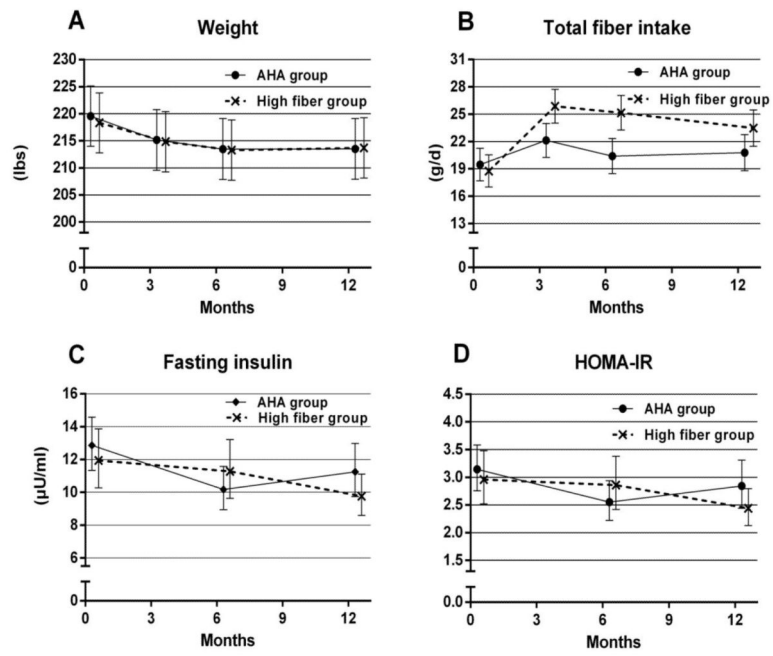 A
Weight
230
225
220
215
210
205
200
0
(lbs)
AHA group
High fiber group
0 3 6 9 12
Months
B
Total fiber intake
31
28
25
22
19
16
13
0
(g/d)
AHA group
High fiber group
0 3 6 9 12
Months
C
Fasting insulin
16
14
12
10
8
6
0
(µU/ml)
AHA group
High fiber group
0 3 6 9 12
Months
D
HOMA-IR
4.5
4.0
3.5
3.0
2.5
2.0
1.5
0.0
AHA group
High fiber group
0 3 6 9 12
Months